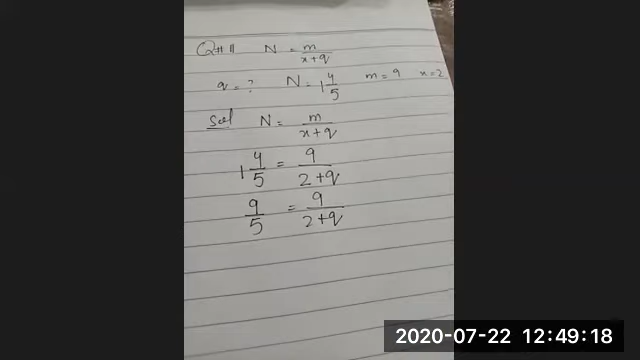 Q# 11 N = m/(x+q)
q = ? N = 1 4/5 m = 9 x = 2
Sol N = m/(x+q)
1 4/5 = 9/(2+q)
9/5 = 9/(2+q)
2020-07-22 12:49:18